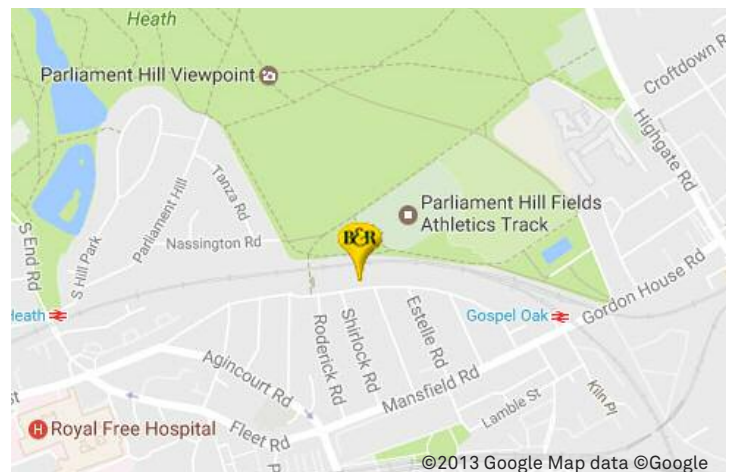 Heath
Parliament Hill Viewpoint
Croftdown R
Highgate Rd
Tanza Rd
Parliament Hill
Parliament Hill Fields
Athletics Track
S End Rd
S Hill Park
Nassington Rd
B&R
Heath
Gospel Oak
Gordon House Rd
Roderick Rd
Shirlock Rd
Estelle Rd
Agincourt Rd
Mansfield Rd
Kiln Pl
Lamble St
st
H Royal Free Hospital
Fleet Rd
P
©2013 Google Map data ©Google